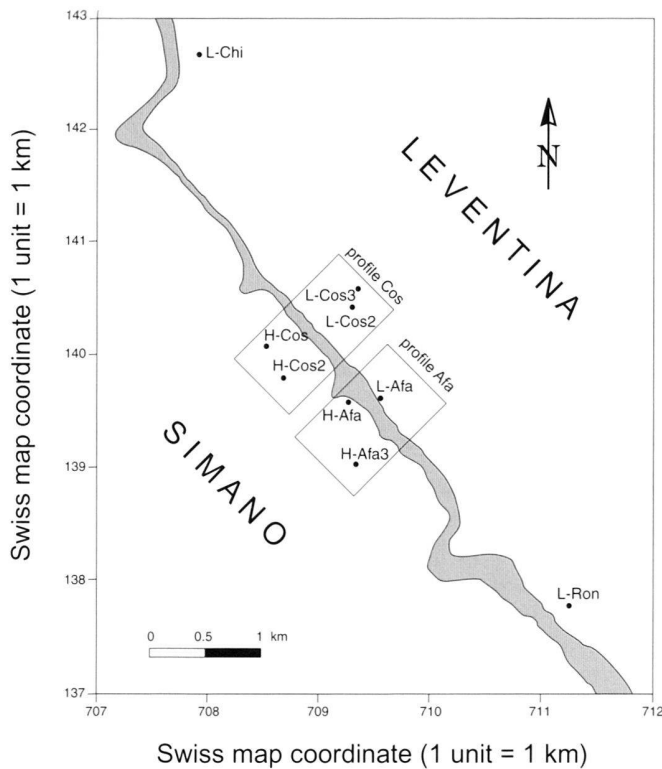 143
142
141
140
139
138
137
Swiss map coordinate (1 unit = 1 km)
L-Chi
N
LEVENTINA
profile Cos
L-Cos3
L-Cos2
H-Cos
H-Cos2
profile Afa
L-Afa
H-Afa
H-Afa3
SIMANO
L-Ron
0 0.5 1 km
707 708 709 710 711 712
Swiss map coordinate (1 unit = 1 km)